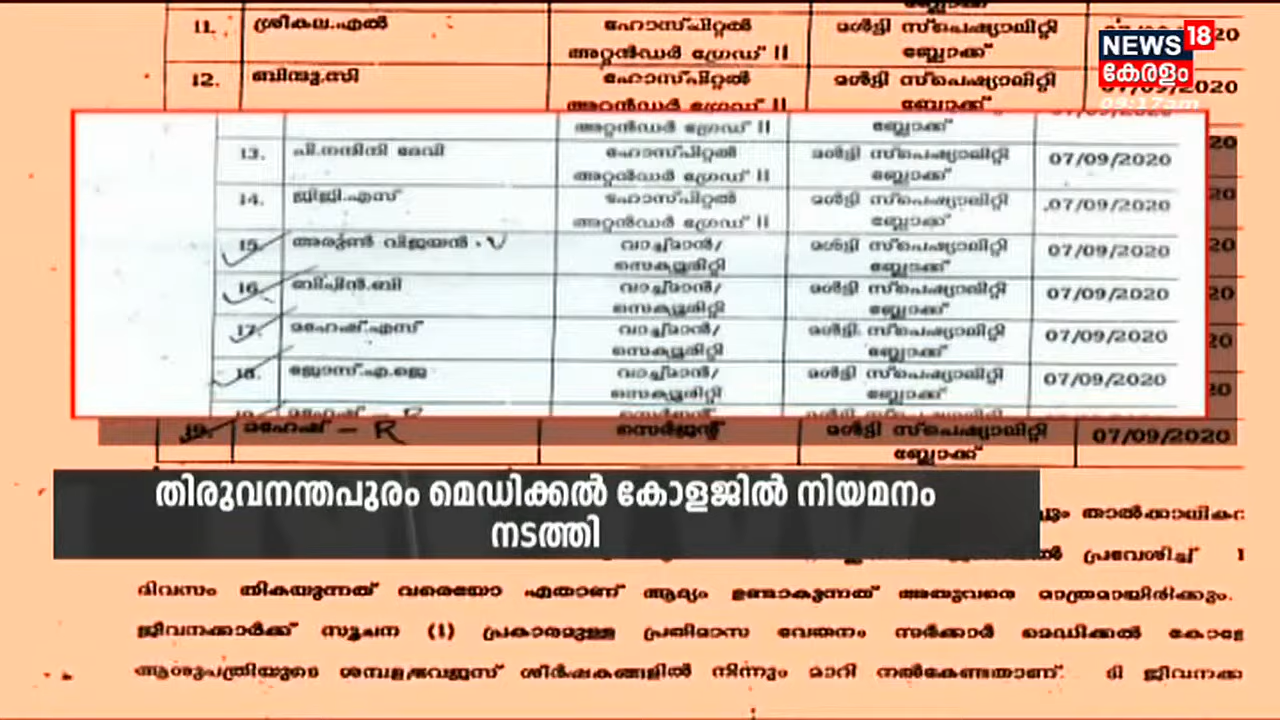 11. ശ്രീകല.എൽ ഹോസ്പിറ്റൽ മൾട്ടി സ്പെഷ്യാലിറ്റി
അറ്റൻഡർ ഗ്രേഡ് II ബ്ലോക്ക്
12. ബിന്ദു.സി ഹോസ്പിറ്റൽ മൾട്ടി സ്പെഷ്യാലിറ്റി
അറ്റൻഡർ ഗ്രേഡ് II ബ്ലോക്ക്
NEWS 18
കേരളം
09:17am
അറ്റൻഡർ ഗ്രേഡ് II ബ്ലോക്ക്
13. പി.നന്ദിനി ദേവി ഹോസ്പിറ്റൽ മൾട്ടി സ്പെഷ്യാലിറ്റി 07/09/2020
അറ്റൻഡർ ഗ്രേഡ് II ബ്ലോക്ക്
14. ജിജി.എസ് ഹോസ്പിറ്റൽ മൾട്ടി സ്പെഷ്യാലിറ്റി 07/09/2020
അറ്റൻഡർ ഗ്രേഡ് II ബ്ലോക്ക്
15. അരുൺ വിജയൻ.V വാച്ച്മാൻ/ മൾട്ടി സ്പെഷ്യാലിറ്റി 07/09/2020
സെക്യൂരിറ്റി ബ്ലോക്ക്
16. ബിപിൻ.ബി വാച്ച്മാൻ/ മൾട്ടി സ്പെഷ്യാലിറ്റി 07/09/2020
സെക്യൂരിറ്റി ബ്ലോക്ക്
17. മഹേഷ്.എസ് വാച്ച്മാൻ/ മൾട്ടി സ്പെഷ്യാലിറ്റി 07/09/2020
സെക്യൂരിറ്റി ബ്ലോക്ക്
18. ജോസ്.എ.ജെ വാച്ച്മാൻ/ മൾട്ടി സ്പെഷ്യാലിറ്റി 07/09/2020
സെക്യൂരിറ്റി ബ്ലോക്ക്
19. മഹേഷ് – R സെർജന്റ് മൾട്ടി സ്പെഷ്യാലിറ്റി 07/09/2020
ബ്ലോക്ക്
തിരുവനന്തപുരം മെഡിക്കൽ കോളജിൽ നിയമനം
നടത്തി
പ്രവേശിച്ച് 1
ദിവസം തികയുന്നത് വരെയോ ഏതാണ് ആദ്യം ഉണ്ടാകുന്നത് അതുവരെ മാത്രമായിരിക്കും.
ജീവനക്കാർക്ക് സൂചന (1) പ്രകാരമുള്ള പ്രതിമാസ വേതനം സർക്കാർ മെഡിക്കൽ
ആശുപത്രിയുടെ ശീർഷകങ്ങളിൽ നിന്നും മാറി നൽകേണ്ടതാണ്. ടി